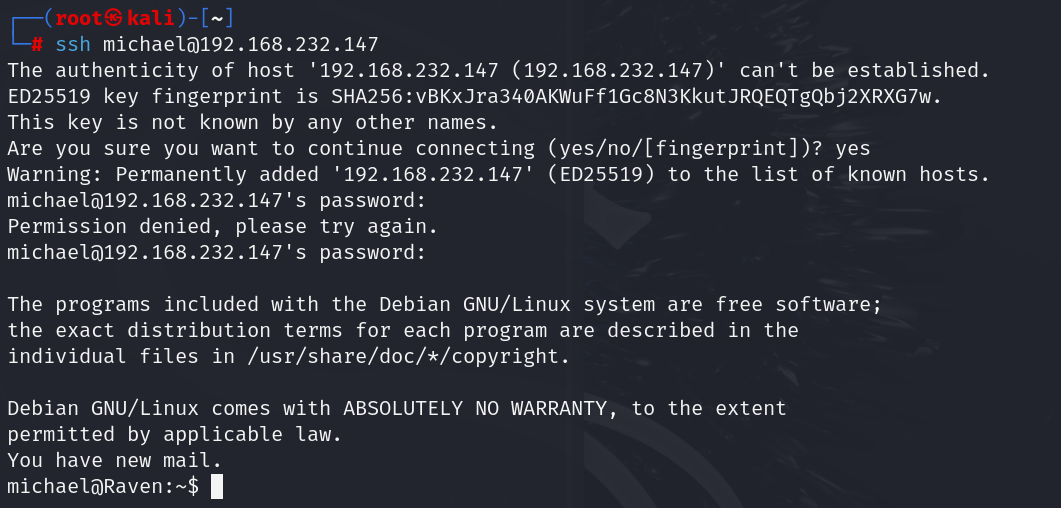 ┌──(root㉿kali)-[~]
└─# ssh michael@192.168.232.147
The authenticity of host '192.168.232.147 (192.168.232.147)' can't be established.
ED25519 key fingerprint is SHA256:vBKxJra340AKWuFf1Gc8N3KkutJRQEQTgQbj2XRXG7w.
This key is not known by any other names.
Are you sure you want to continue connecting (yes/no/[fingerprint])? yes
Warning: Permanently added '192.168.232.147' (ED25519) to the list of known hosts.
michael@192.168.232.147's password:
Permission denied, please try again.
michael@192.168.232.147's password:
The programs included with the Debian GNU/Linux system are free software;
the exact distribution terms for each program are described in the
individual files in /usr/share/doc/*/copyright.
Debian GNU/Linux comes with ABSOLUTELY NO WARRANTY, to the extent
permitted by applicable law.
You have new mail.
michael@Raven:~$